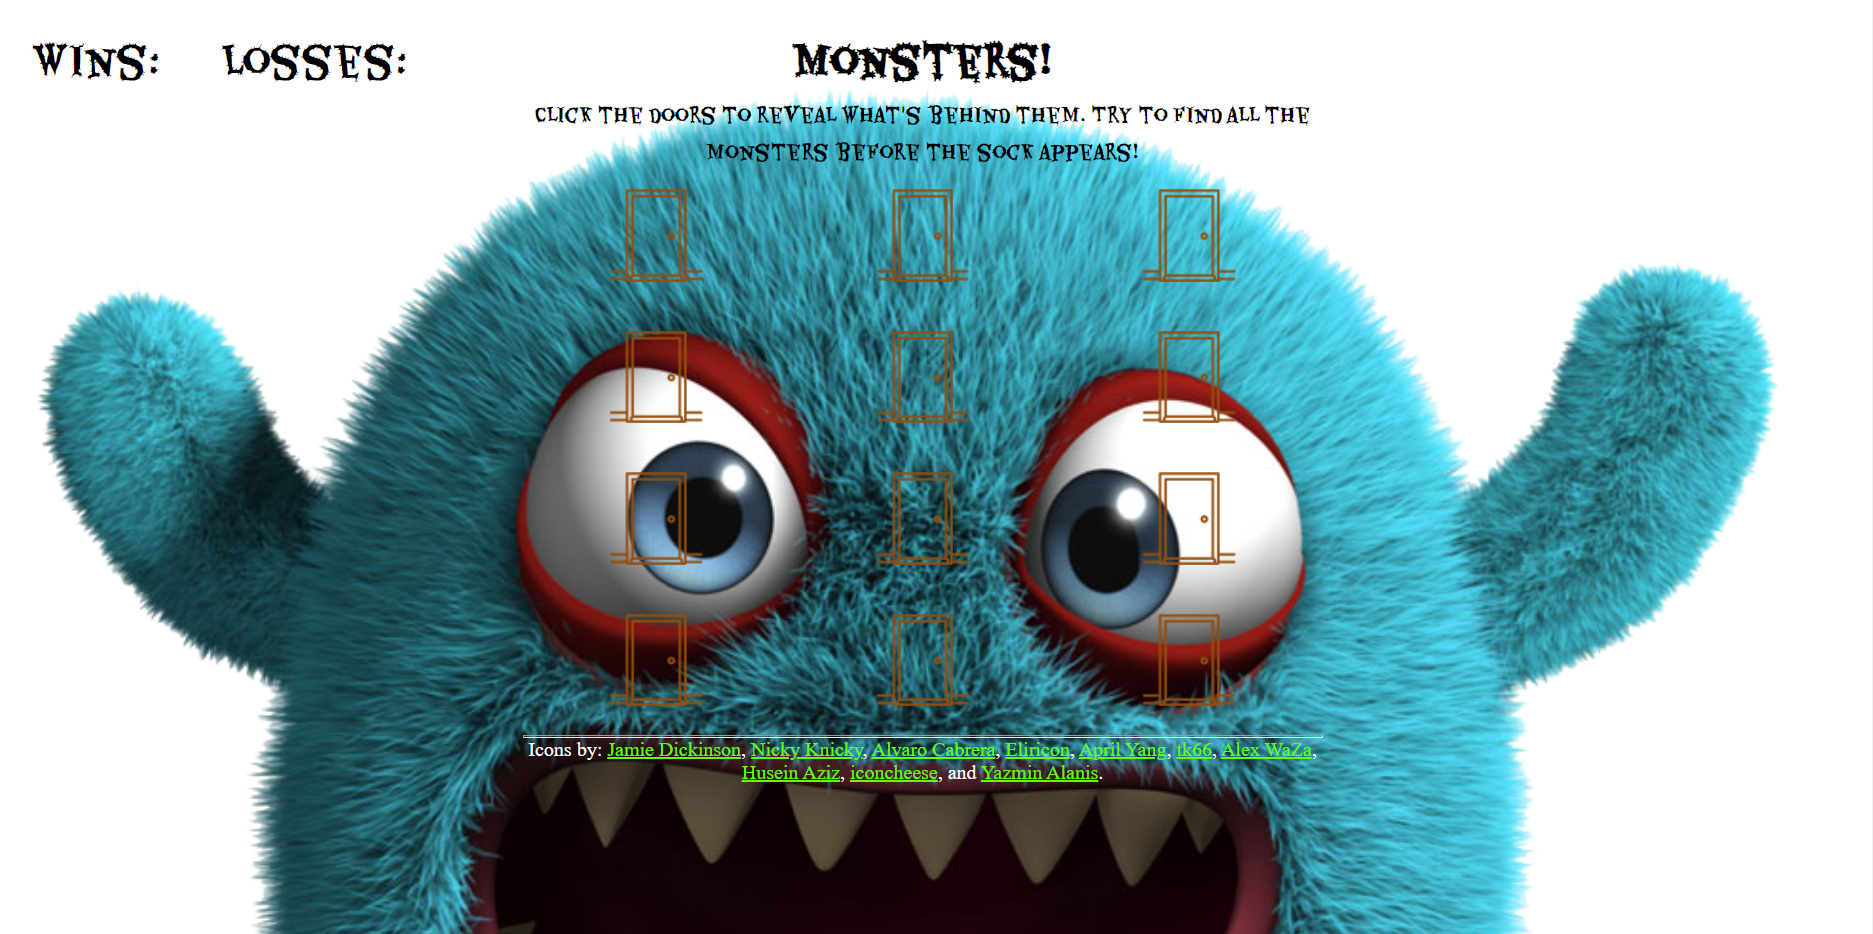 WINS: LOSSES: MONSTERS!
CLICK THE DOORS TO REVEAL WHAT'S BEHIND THEM. TRY TO FIND ALL THE
MONSTERS BEFORE THE SOCK APPEARS!
Icons by: Jamie Dickinson, Nicky Knicky, Alvaro Cabrera, Eliricon, April Yang, tk66, Alex WaZa,
Husein Aziz, iconcheese, and Yazmin Alanis.